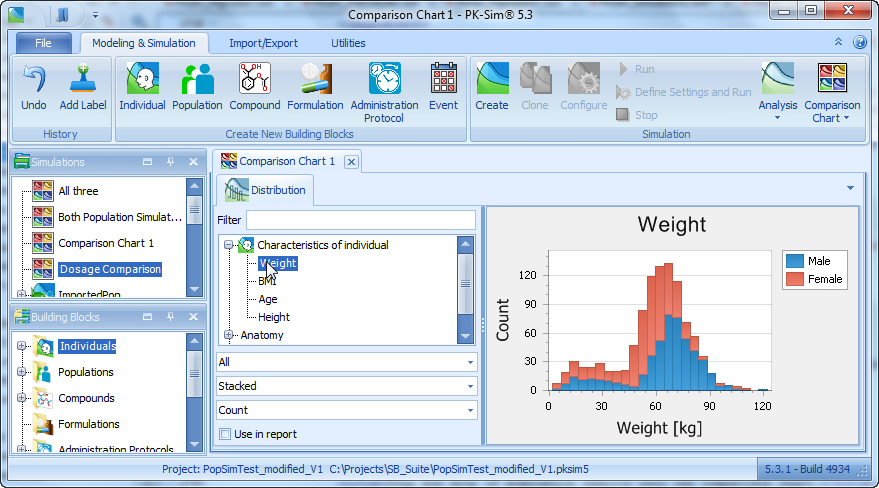 Comparison Chart 1 - PK-Sim® 5.3
File Modeling & Simulation Import/Export Utilities
Undo Add Label Individual Population Compound Formulation Administration Protocol Event Create Clone Configure Run Define Settings and Run Stop Analysis Comparison Chart
History Create New Building Blocks Simulation
Simulations
All three
Both Population Simulat...
Comparison Chart 1
Dosage Comparison
ImportedPop
Building Blocks
Individuals
Populations
Compounds
Formulations
Administration Protocols
Comparison Chart 1
Distribution
Filter
Characteristics of individual
Weight
BMI
Age
Height
Anatomy
All
Stacked
Count
Use in report
Weight
Male
Female
Count
120
90
60
30
0
0 30 60 90 120
Weight [kg]
Project: PopSimTest_modified_V1 C:\Projects\SB_Suite\PopSimTest_modified_V1.pksim5 5.3.1 - Build 4934